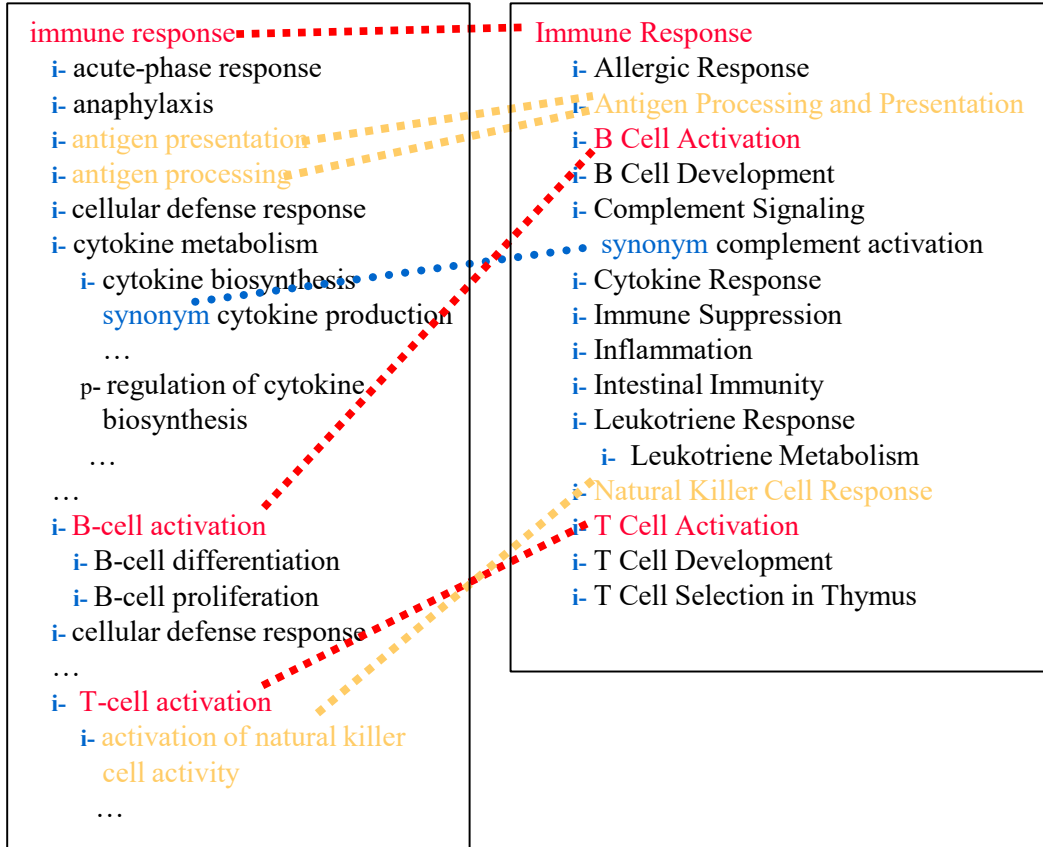 immune response
i- acute-phase response
i- anaphylaxis
i- antigen presentation
i- antigen processing
i- cellular defense response
i- cytokine metabolism
i- cytokine biosynthesis
synonym cytokine production
…
p- regulation of cytokine
biosynthesis
…
…
i- B-cell activation
i- B-cell differentiation
i- B-cell proliferation
i- cellular defense response
…
i- T-cell activation
i- activation of natural killer
cell activity
…
Immune Response
i- Allergic Response
i- Antigen Processing and Presentation
i- B Cell Activation
i- B Cell Development
i- Complement Signaling
synonym complement activation
i- Cytokine Response
i- Immune Suppression
i- Inflammation
i- Intestinal Immunity
i- Leukotriene Response
i- Leukotriene Metabolism
i- Natural Killer Cell Response
i- T Cell Activation
i- T Cell Development
i- T Cell Selection in Thymus